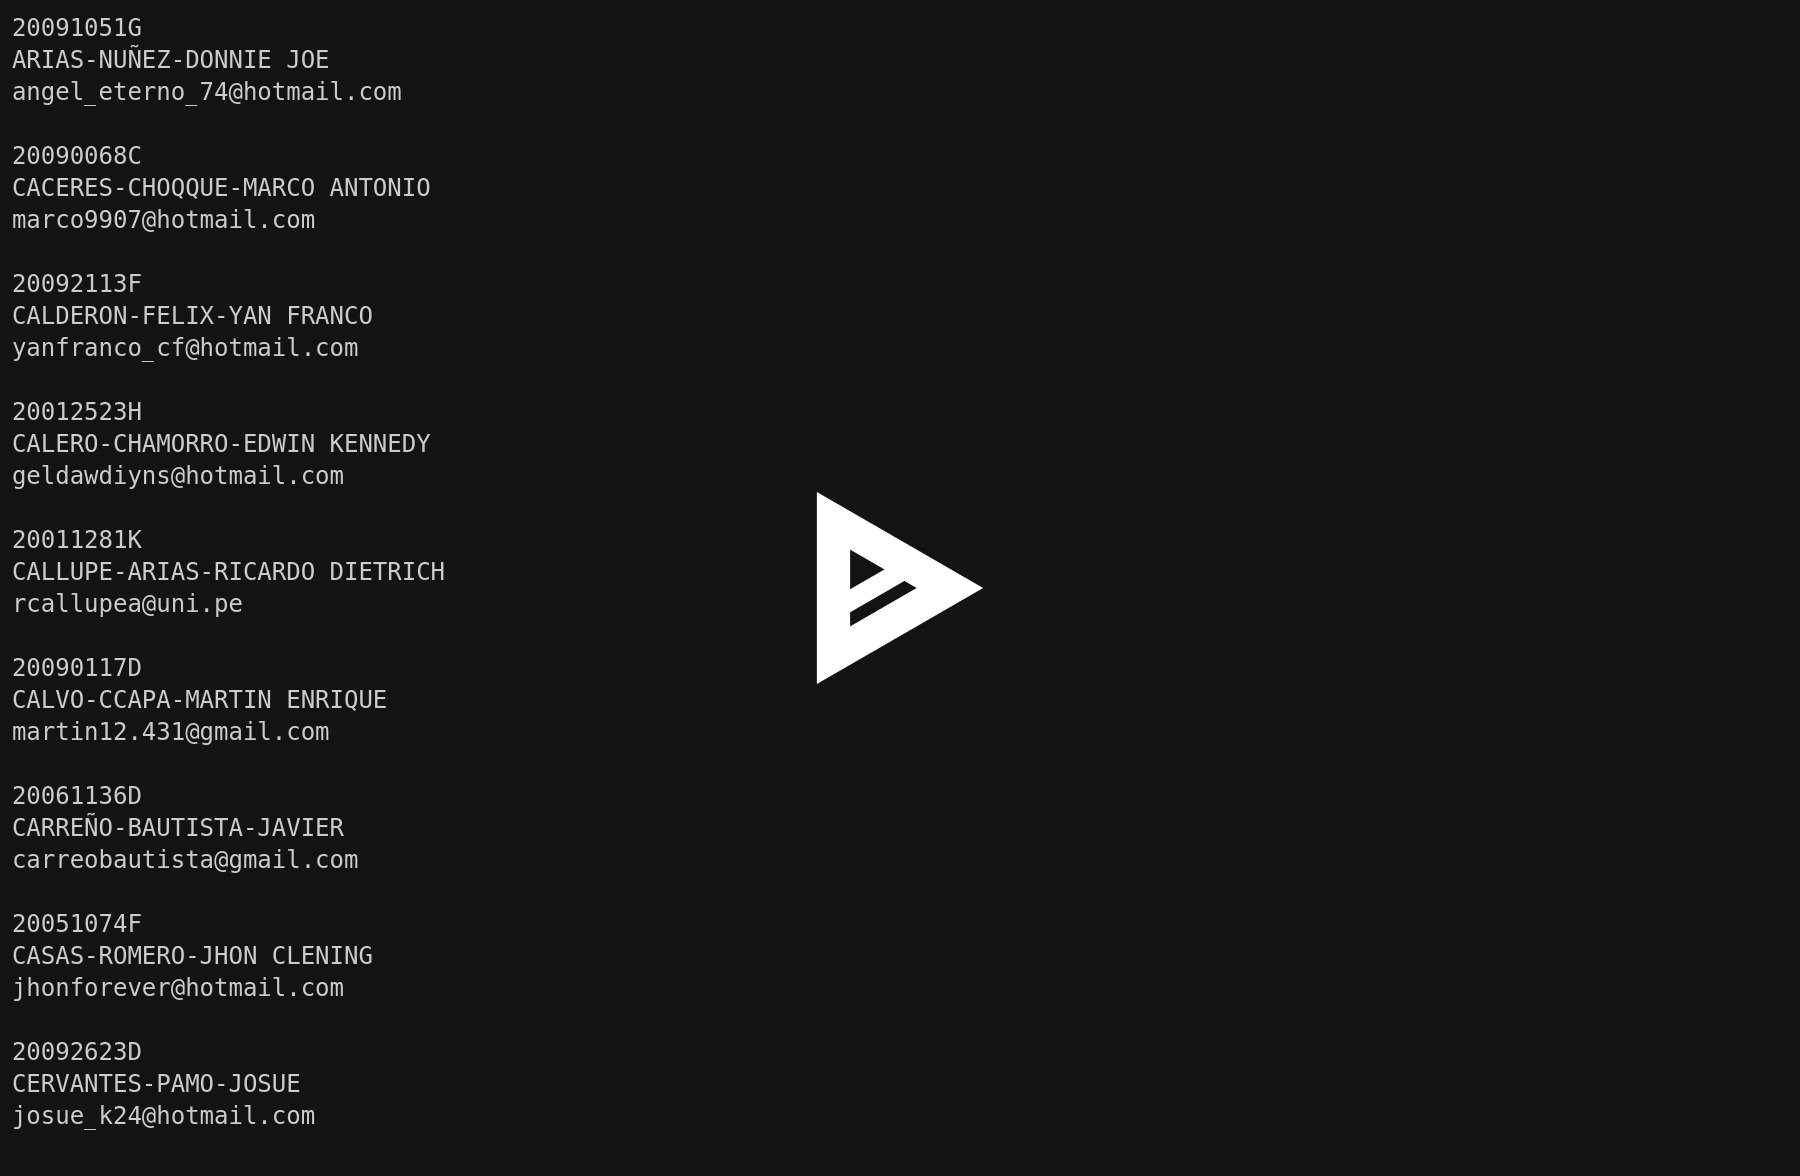 20091051G
ARIAS-NUÑEZ-DONNIE JOE
angel_eterno_74@hotmail.com
20090068C
CACERES-CHOQQUE-MARCO ANTONIO
marco9907@hotmail.com
20092113F
CALDERON-FELIX-YAN FRANCO
yanfranco_cf@hotmail.com
20012523H
CALERO-CHAMORRO-EDWIN KENNEDY
geldawdiyns@hotmail.com
20011281K
CALLUPE-ARIAS-RICARDO DIETRICH
rcallupea@uni.pe
20090117D
CALVO-CCAPA-MARTIN ENRIQUE
martin12.431@gmail.com
20061136D
CARREÑO-BAUTISTA-JAVIER
carreobautista@gmail.com
20051074F
CASAS-ROMERO-JHON CLENING
jhonforever@hotmail.com
20092623D
CERVANTES-PAMO-JOSUE
josue_k24@hotmail.com